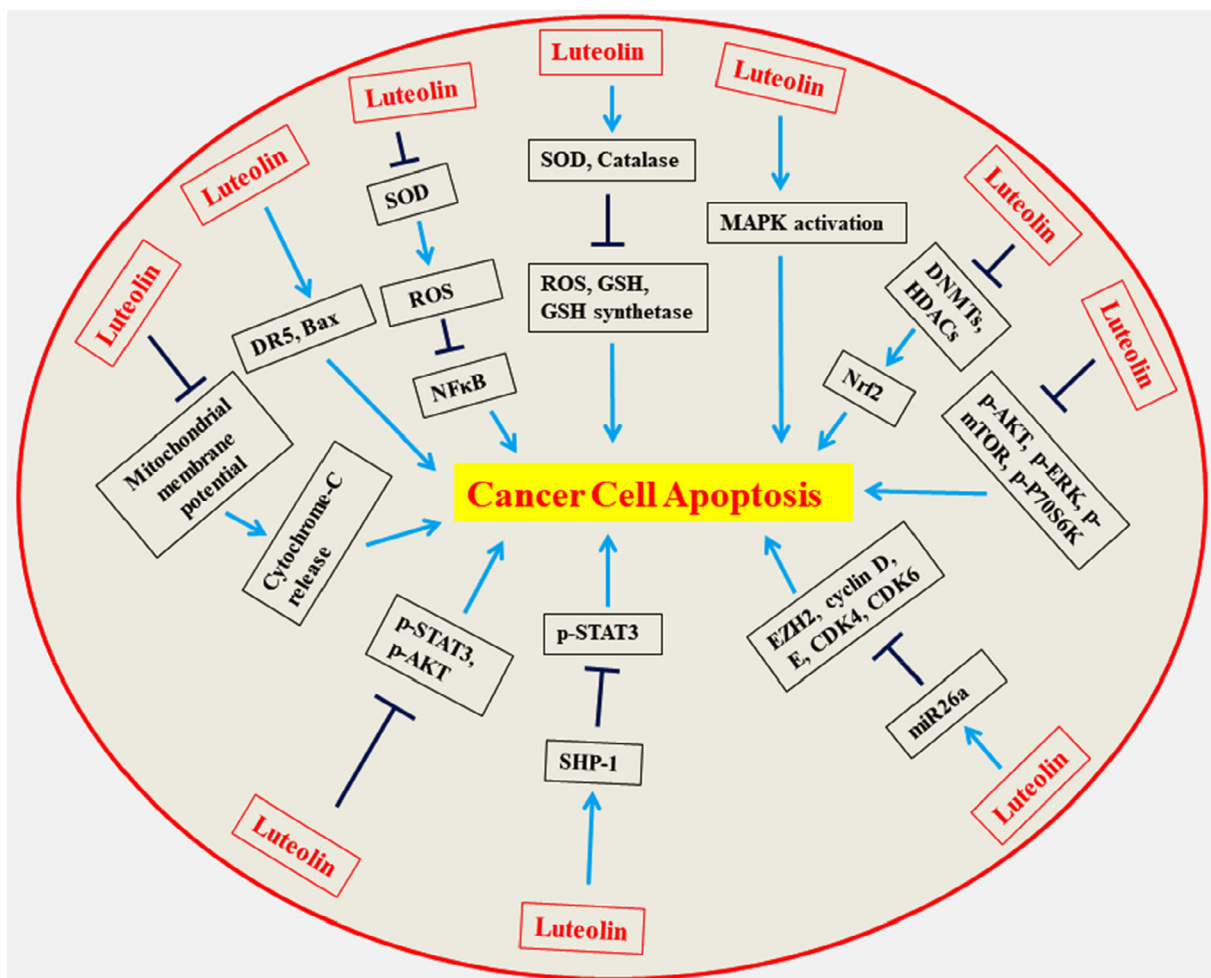 Luteolin
SOD, Catalase
ROS, GSH,
GSH synthetase
Luteolin
MAPK activation
Luteolin
SOD
ROS
NFκB
Luteolin
DR5, Bax
Luteolin
Mitochondrial
membrane
potential
Cytochrome-C
release
Luteolin
DNMTs,
HDACs
Nrf2
Luteolin
p-AKT, p-ERK, p-
mTOR, p-P70S6K
Cancer Cell Apoptosis
p-STAT3,
p-AKT
Luteolin
p-STAT3
SHP-1
Luteolin
EZH2, cyclin D,
E, CDK4, CDK6
miR26a
Luteolin